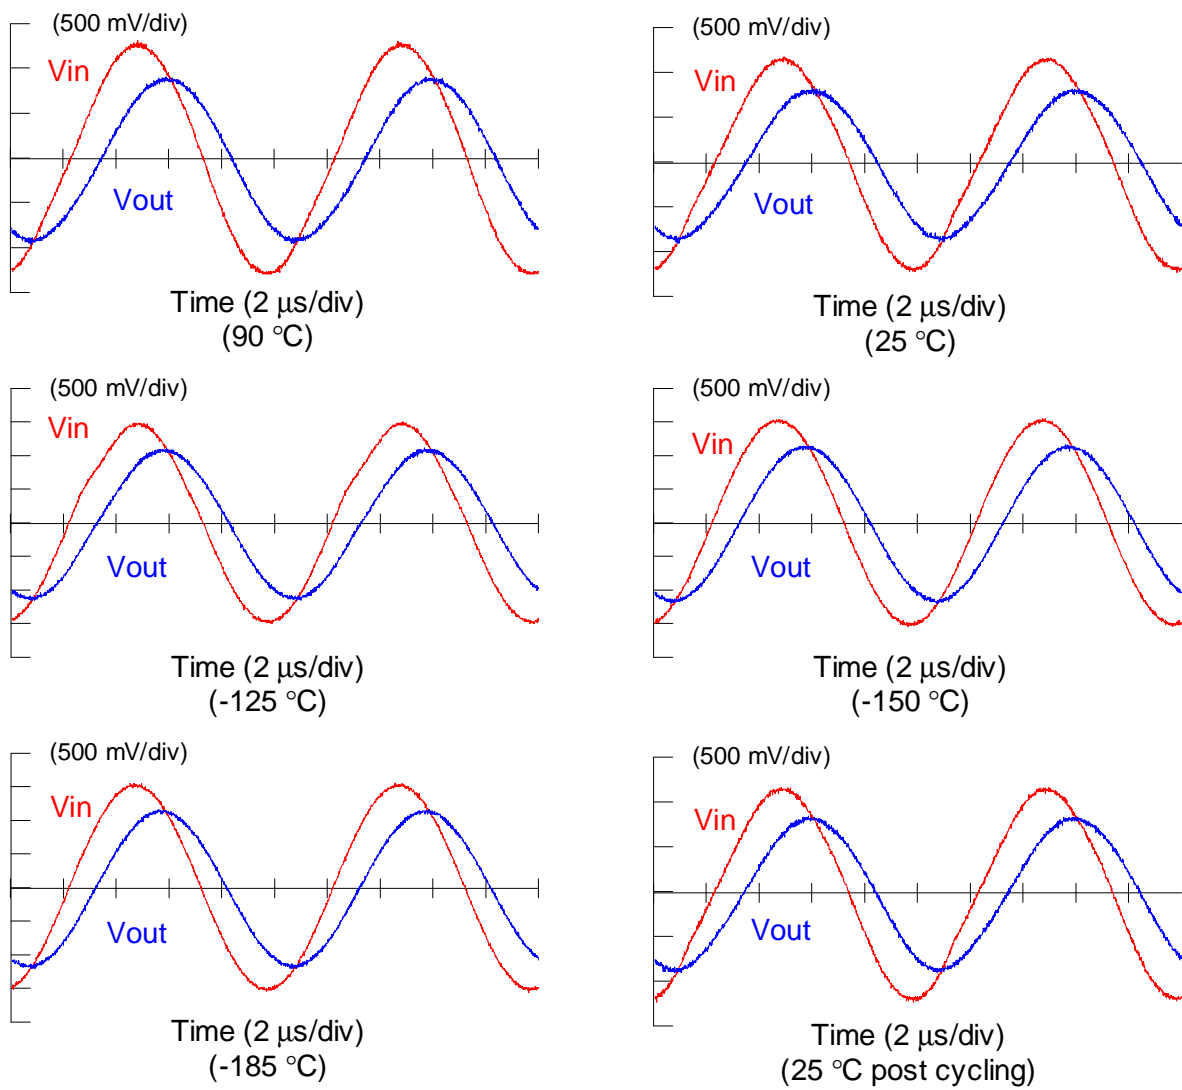 (500 mV/div)
Vin
Vout
Time (2 μs/div)
(90 °C)
(500 mV/div)
Vin
Vout
Time (2 μs/div)
(25 °C)
(500 mV/div)
Vin
Vout
Time (2 μs/div)
(-125 °C)
(500 mV/div)
Vin
Vout
Time (2 μs/div)
(-150 °C)
(500 mV/div)
Vin
Vout
Time (2 μs/div)
(-185 °C)
(500 mV/div)
Vin
Vout
Time (2 μs/div)
(25 °C post cycling)